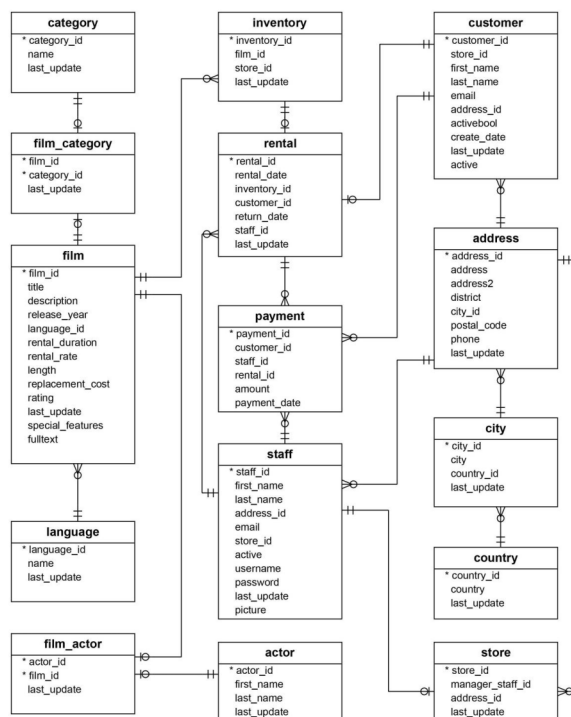 category
* category_id
name
last_update
film_category
* film_id
* category_id
last_update
film
* film_id
title
description
release_year
language_id
rental_duration
rental_rate
length
replacement_cost
rating
last_update
special_features
fulltext
language
* language_id
name
last_update
film_actor
* actor_id
* film_id
last_update
inventory
* inventory_id
film_id
store_id
last_update
rental
* rental_id
rental_date
inventory_id
customer_id
return_date
staff_id
last_update
payment
* payment_id
customer_id
staff_id
rental_id
amount
payment_date
staff
* staff_id
first_name
last_name
address_id
email
store_id
active
username
password
last_update
picture
actor
* actor_id
first_name
last_name
last_update
customer
* customer_id
store_id
first_name
last_name
email
address_id
activebool
create_date
last_update
active
address
* address_id
address
address2
district
city_id
postal_code
phone
last_update
city
* city_id
city
country_id
last_update
country
* country_id
country
last_update
store
* store_id
manager_staff_id
address_id
last_update